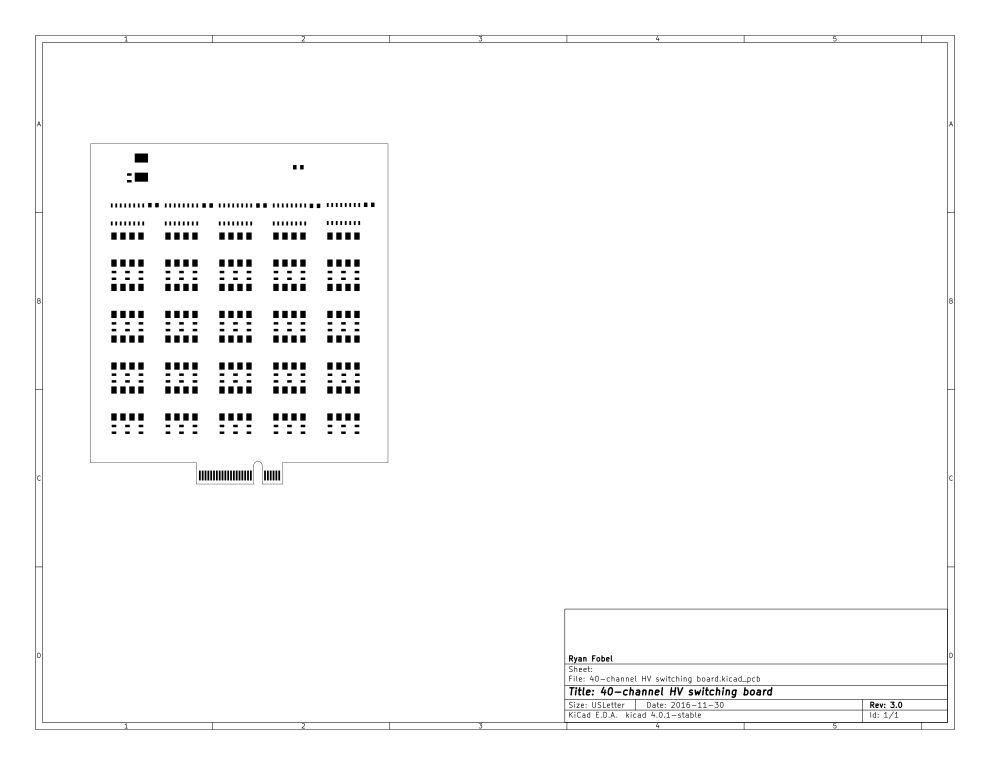 1 2 3 4 5
A A
B B
C C
D D
Ryan Fobel
Sheet:
File: 40-channel HV switching board.kicad_pcb
Title: 40-channel HV switching board
Size: USLetter Date: 2016-11-30 Rev: 3.0
KiCad E.D.A. kicad 4.0.1-stable Id: 1/1
1 2 3 4 5